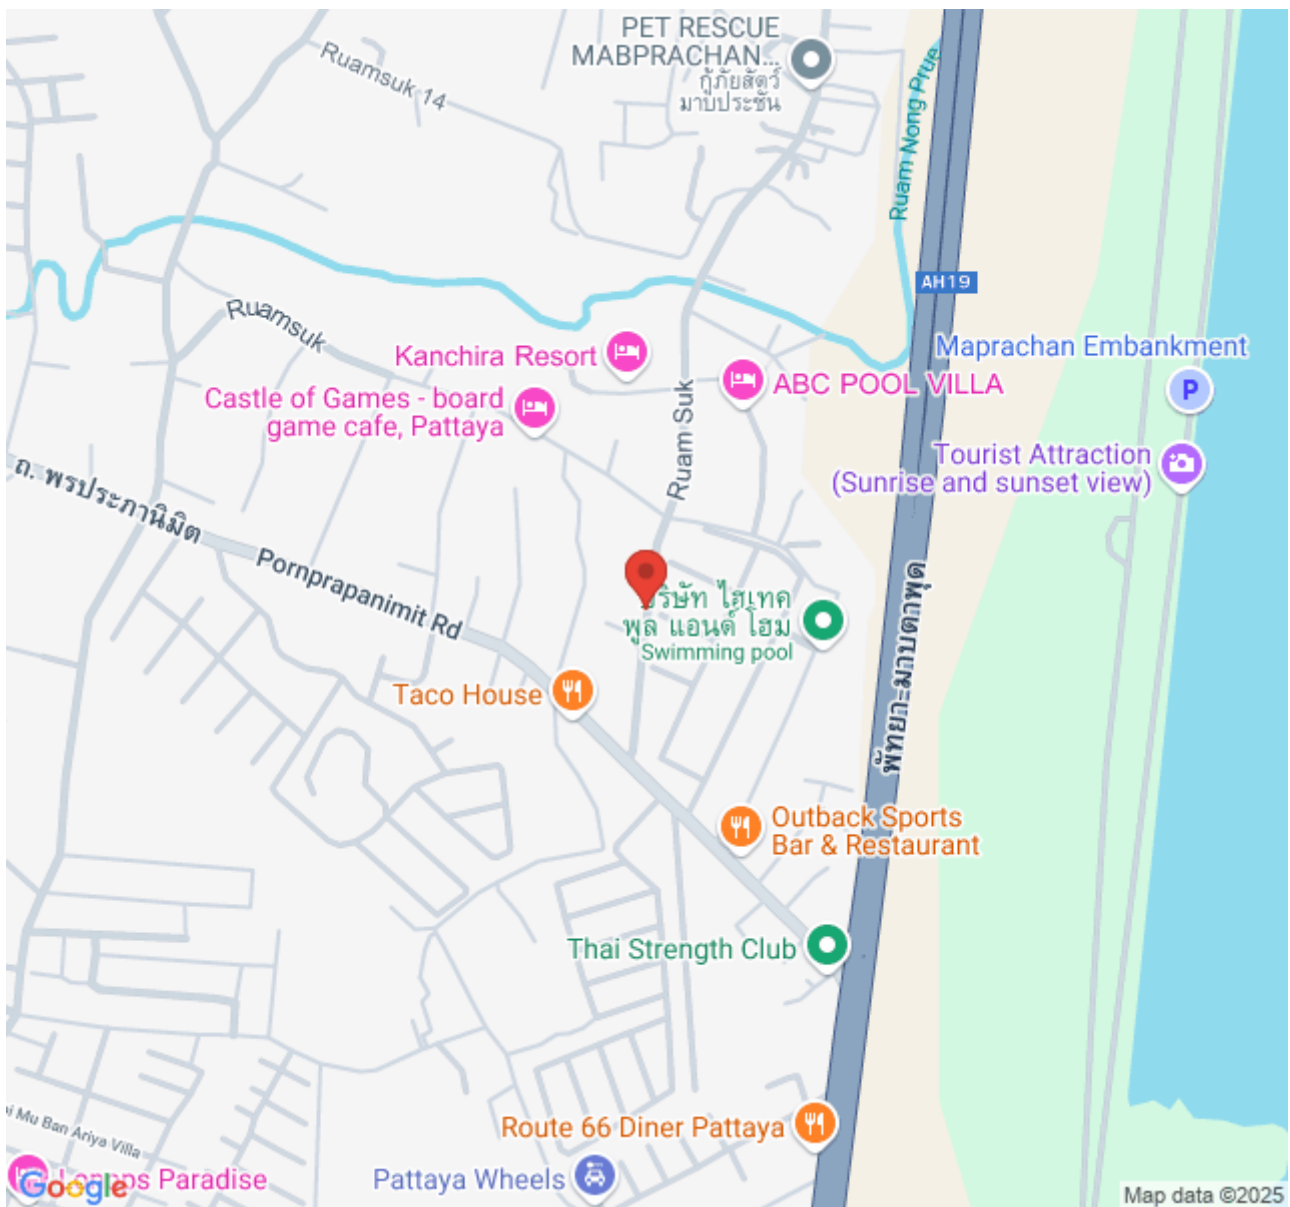 PET RESCUE
MABPRACHAN...
กู้ภัยสัตว์
มาบประชัน
Ruamsuk 14
Ruam Nong Prue
AH19
Ruamsuk
Kanchira Resort
Maprachan Embankment
P
ABC POOL VILLA
Castle of Games - board
game cafe, Pattaya
Ruam Suk
Tourist Attraction
(Sunrise and sunset view)
ถ. พรประภานิมิต
Pornprapanimit Rd
บริษัท ไฮเทค
พูล แอนด์ โฮม
Swimming pool
พัทยา-มาบตาพุด
Taco House
Outback Sports
Bar & Restaurant
Thai Strength Club
Route 66 Diner Pattaya
Mu Ban Ariya Villa
Paradise
Google
Pattaya Wheels
Map data ©2025